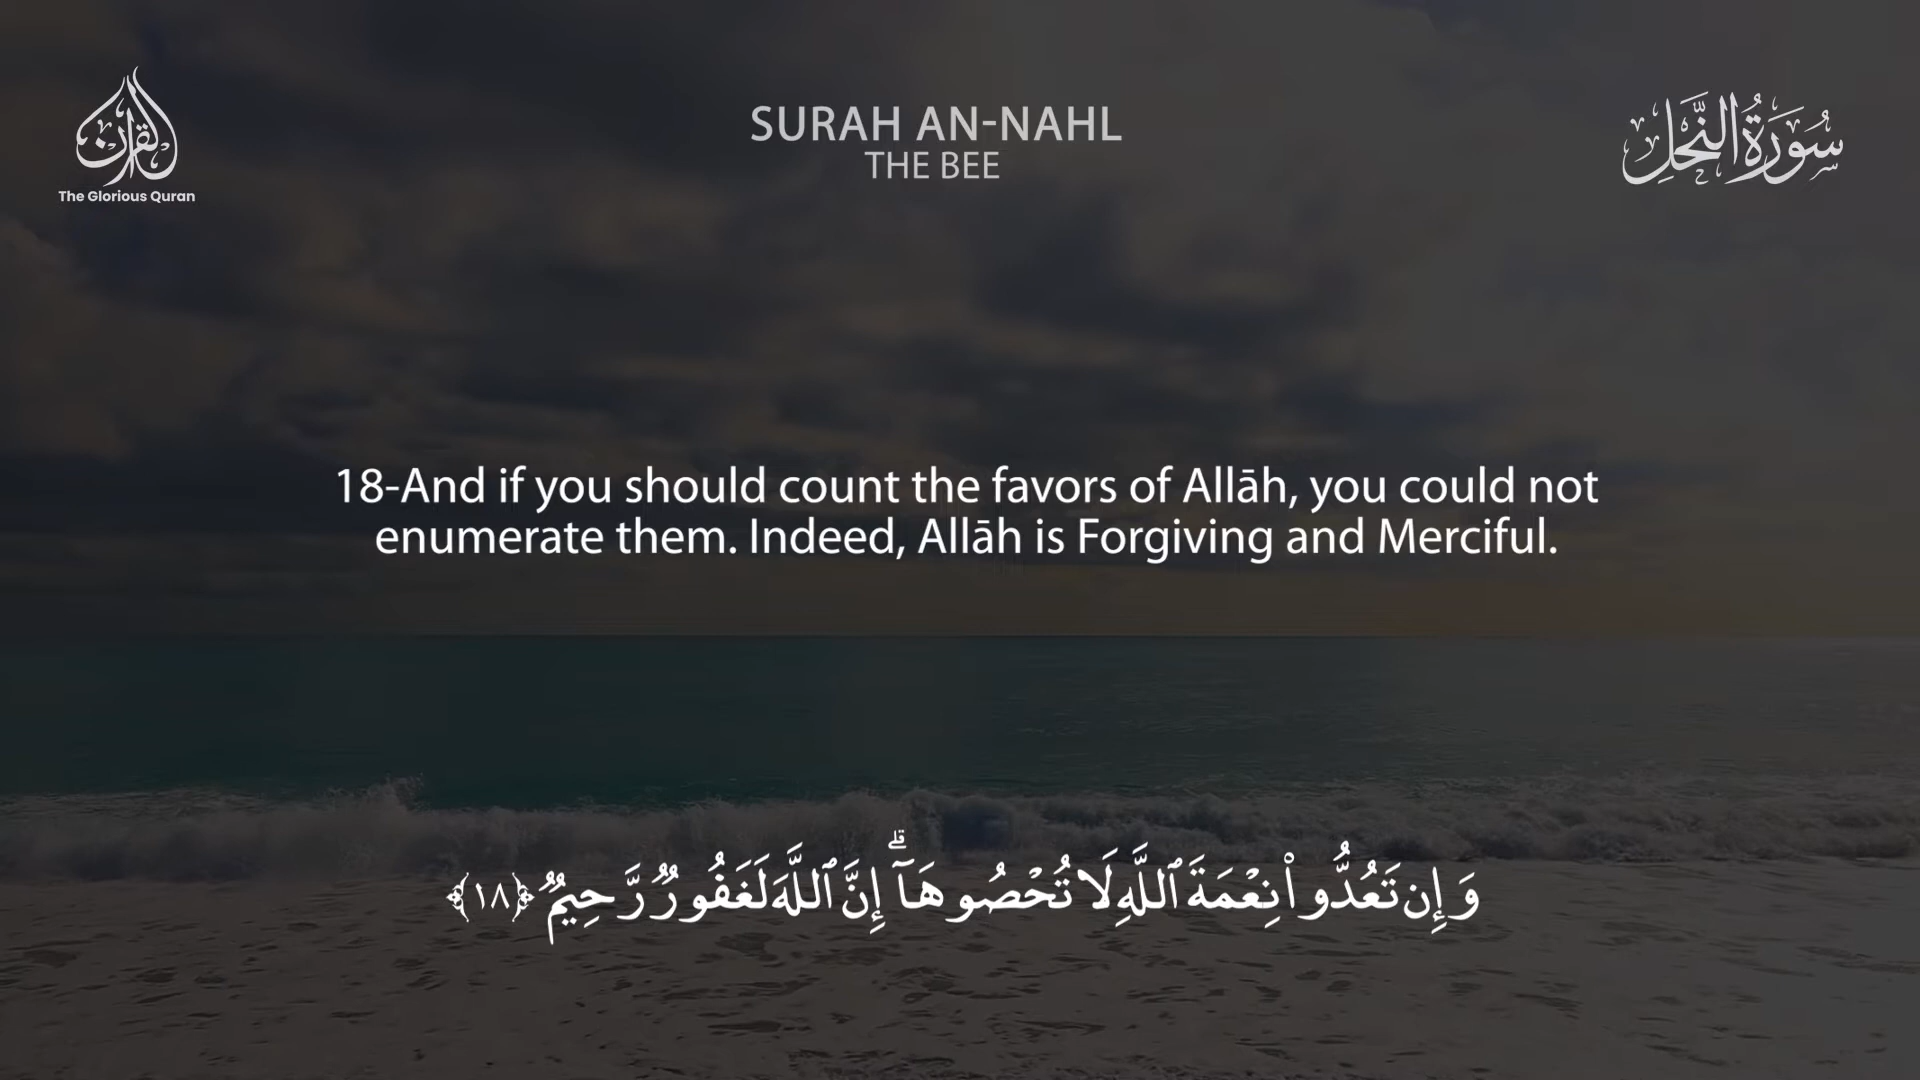 القرآن
The Glorious Quran
SURAH AN-NAHL
THE BEE
سُورَةُ النَّحْلِ
18-And if you should count the favors of Allāh, you could not
enumerate them. Indeed, Allāh is Forgiving and Merciful.
وَإِن تَعُدُّوا۟ نِعْمَةَ ٱللَّهِ لَا تُحْصُوهَآ ۗ إِنَّ ٱللَّهَ لَغَفُورٌ رَّحِيمٌ ﴿١٨﴾